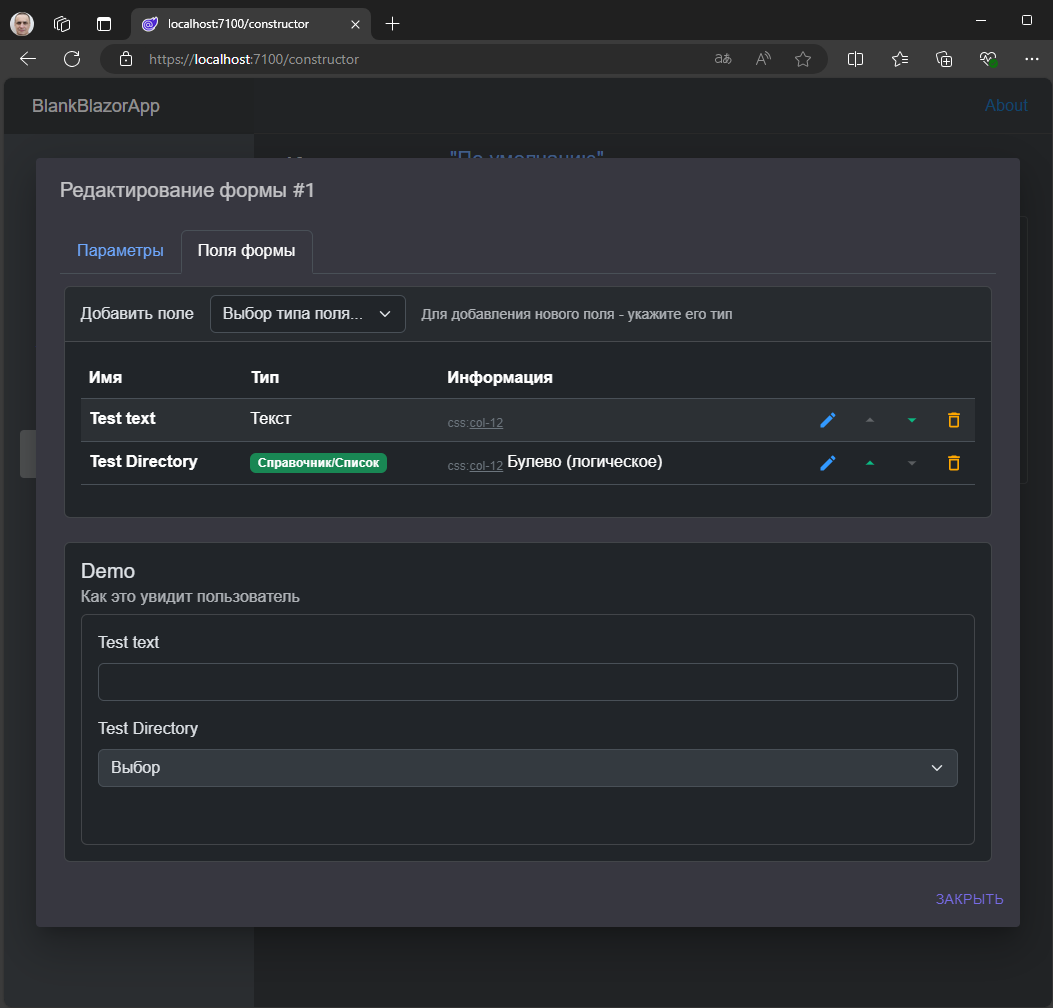 localhost:7100/constructor
https://localhost:7100/constructor
BlankBlazorApp
About
"По умолчанию"
Редактирование формы #1
Параметры
Поля формы
Добавить поле
Выбор типа поля...
Для добавления нового поля - укажите его тип
Имя Тип Информация
Test text Текст css:col-12
Test Directory Справочник/Список css:col-12 Булево (логическое)
Demo
Как это увидит пользователь
Test text
Test Directory
Выбор
ЗАКРЫТЬ